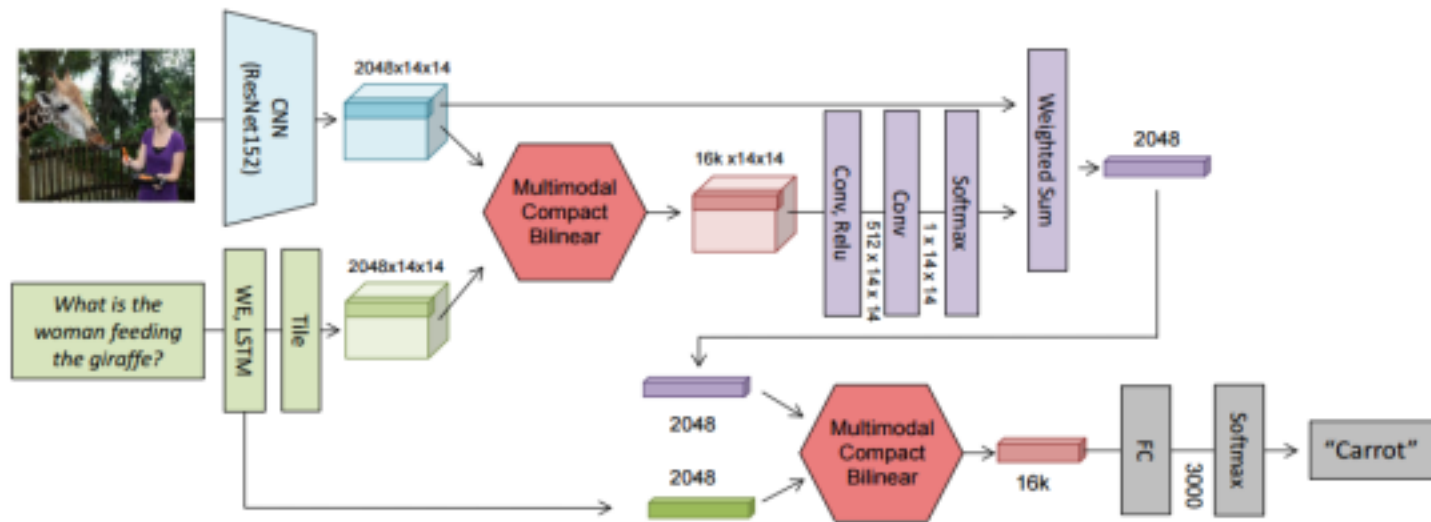 CNN
(ResNet152)
2048x14x14
Multimodal
Compact
Bilinear
16k x14x14
Conv, Relu
512 x 14 x 14
Conv
1 x 14 x 14
Softmax
Weighted Sum
2048
What is the
woman feeding
the giraffe?
WE, LSTM
Tile
2048x14x14
2048
2048
Multimodal
Compact
Bilinear
16k
FC
3000
Softmax
“Carrot”